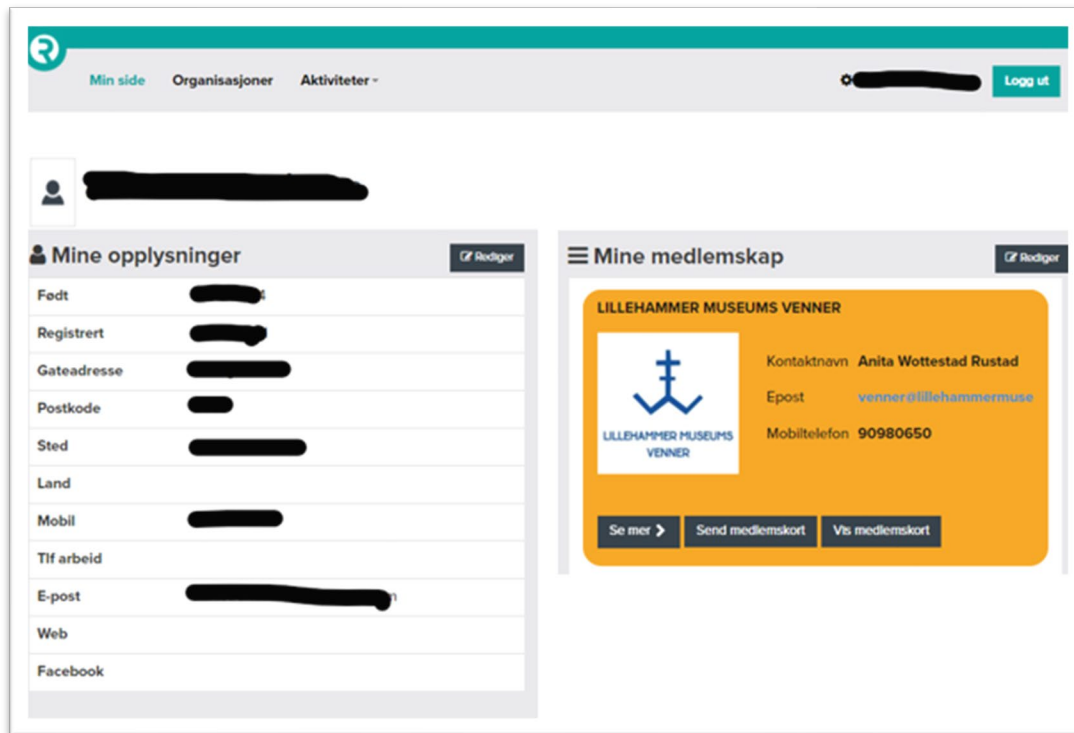 Min side Organisasjoner Aktiviteter Logg ut
Mine opplysninger Rediger
Født
Registrert
Gateadresse
Postkode
Sted
Land
Mobil
Tlf arbeid
E-post
Web
Facebook
Mine medlemskap Rediger
LILLEHAMMER MUSEUMS VENNER
LILLEHAMMER MUSEUMS
VENNER
Kontaktnavn Anita Wottestad Rustad
Epost venner@lillehammermuse
Mobiltelefon 90980650
Se mer Send medlemskort Vis medlemskort